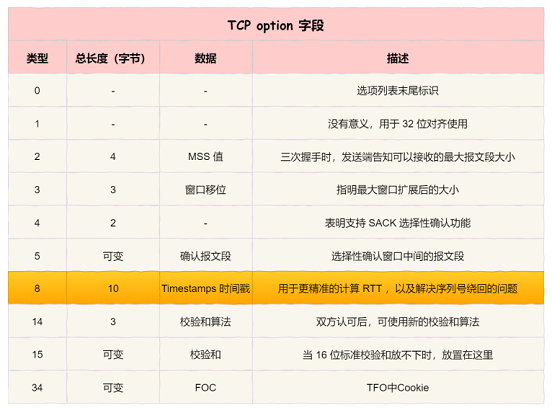 TCP option 字段
类型 总长度（字节） 数据 描述
0 - - 选项列表末尾标识
1 - - 没有意义，用于 32 位对齐使用
2 4 MSS 值 三次握手时，发送端告知可以接收的最大报文段大小
3 3 窗口移位 指明最大窗口扩展后的大小
4 2 - 表明支持 SACK 选择性确认功能
5 可变 确认报文段 选择性确认窗口中间的报文段
8 10 Timestamps 时间戳 用于更精准的计算 RTT ，以及解决序列号绕回的问题
14 3 校验和算法 双方认可后，可使用新的校验和算法
15 可变 校验和 当 16 位标准校验和放不下时，放置在这里
34 可变 FOC TFO中Cookie